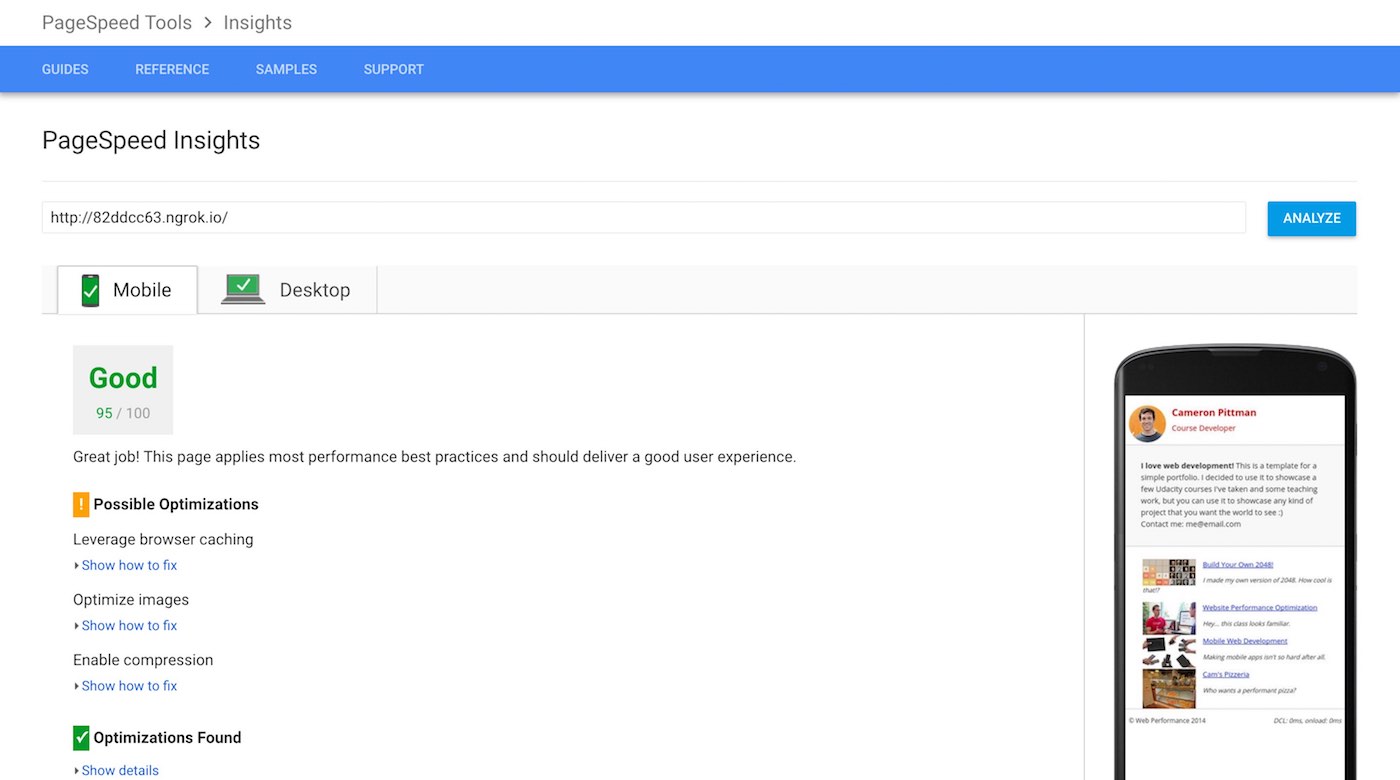 PageSpeed Tools > Insights
GUIDES REFERENCE SAMPLES SUPPORT
PageSpeed Insights
http://82ddcc63.ngrok.io/
ANALYZE
Mobile Desktop
Good
95 / 100
Great job! This page applies most performance best practices and should deliver a good user experience.
! Possible Optimizations
Leverage browser caching
Show how to fix
Optimize images
Show how to fix
Enable compression
Show how to fix
Optimizations Found
Show details
Cameron Pittman
Course Developer
I love web development! This is a template for a
simple portfolio. I decided to use it to showcase a
few Udacity courses I've taken and some teaching
work, but you can use it to showcase any kind of
project that you want the world to see :)
Contact me: me@email.com
Build Your Own 2048!
I made my own version of 2048. How cool is
that!?
Website Performance Optimization
Hey... this class looks familiar.
Mobile Web Development
Making mobile apps isn't so hard after all.
Cam's Pizzeria
Who wants a performant pizza?
© Web Performance 2014
DCL: 0ms, onload: 0ms